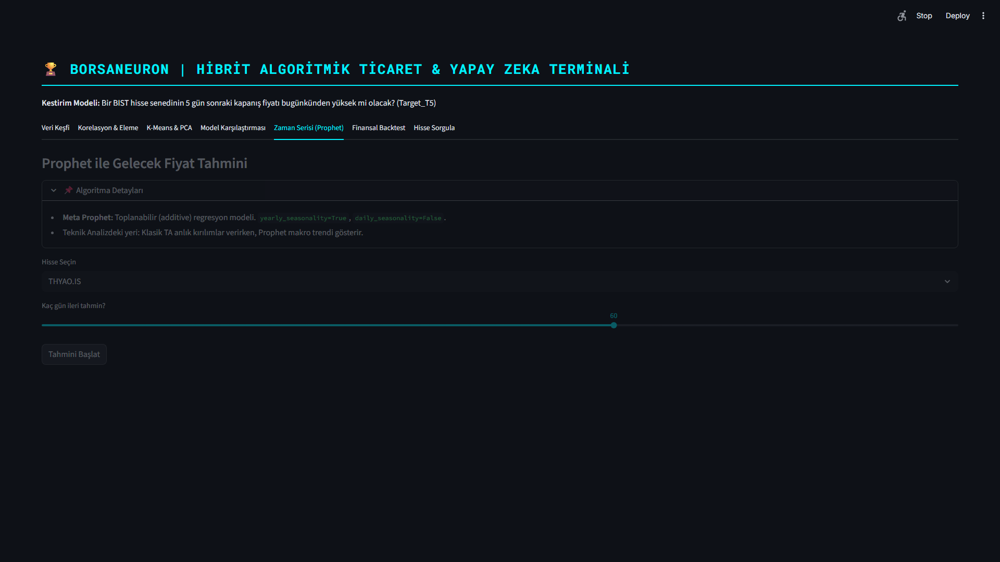 Stop Deploy
🏆 BORSANEURON | HİBRİT ALGORİTMİK TİCARET & YAPAY ZEKA TERMİNALİ
Kestirim Modeli: Bir BIST hisse senedinin 5 gün sonraki kapanış fiyatı bugünkünden yüksek mi olacak? (Target_T5)
Veri Keşfi Korelasyon & Eleme K-Means & PCA Model Karşılaştırması Zaman Serisi (Prophet) Finansal Backtest Hisse Sorgula
Prophet ile Gelecek Fiyat Tahmini
📌 Algoritma Detayları
• Meta Prophet: Toplanabilir (additive) regresyon modeli. yearly_seasonality=True , daily_seasonality=False .
• Teknik Analizdeki yeri: Klasik TA anlık kırılımlar verirken, Prophet makro trendi gösterir.
Hisse Seçin
THYAO.IS
Kaç gün ileri tahmin?
60
Tahmini Başlat